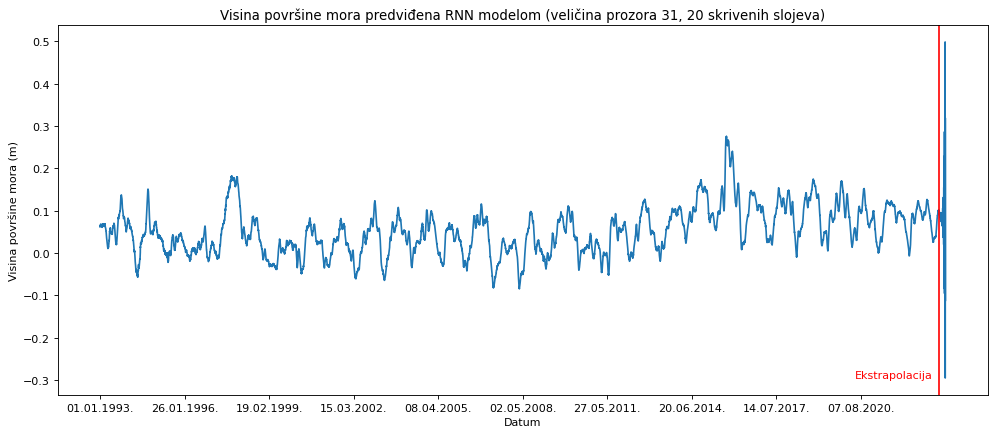 Visina površine mora predviđena RNN modelom (veličina prozora 31, 20 skrivenih slojeva)
Visina površine mora (m)
0.5
0.4
0.3
0.2
0.1
0.0
−0.1
−0.2
−0.3
Ekstrapolacija
01.01.1993. 26.01.1996. 19.02.1999. 15.03.2002. 08.04.2005. 02.05.2008. 27.05.2011. 20.06.2014. 14.07.2017. 07.08.2020.
Datum